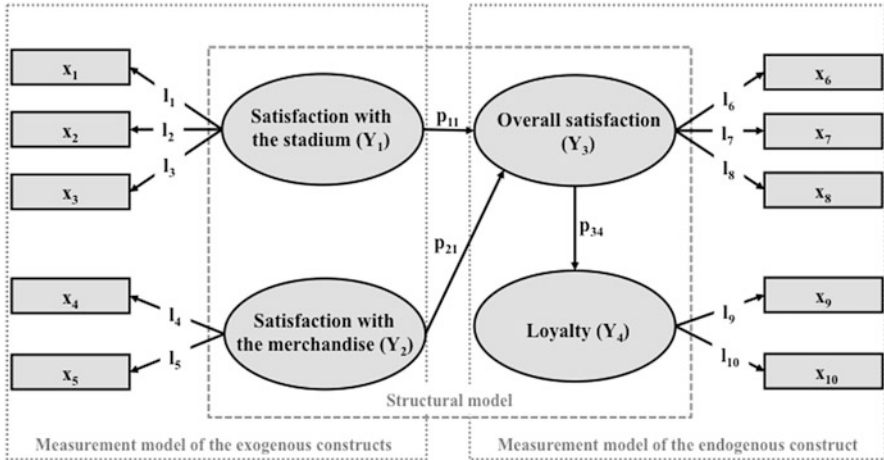 x₁
x₂
x₃
x₄
x₅
l₁
l₂
l₃
l₄
l₅
Satisfaction with
the stadium (Y₁)
Satisfaction with
the merchandise (Y₂)
p₁₁
p₂₁
Overall satisfaction
(Y₃)
p₃₄
Loyalty (Y₄)
l₆
l₇
l₈
l₉
l₁₀
x₆
x₇
x₈
x₉
x₁₀
Structural model
Measurement model of the exogenous constructs
Measurement model of the endogenous construct